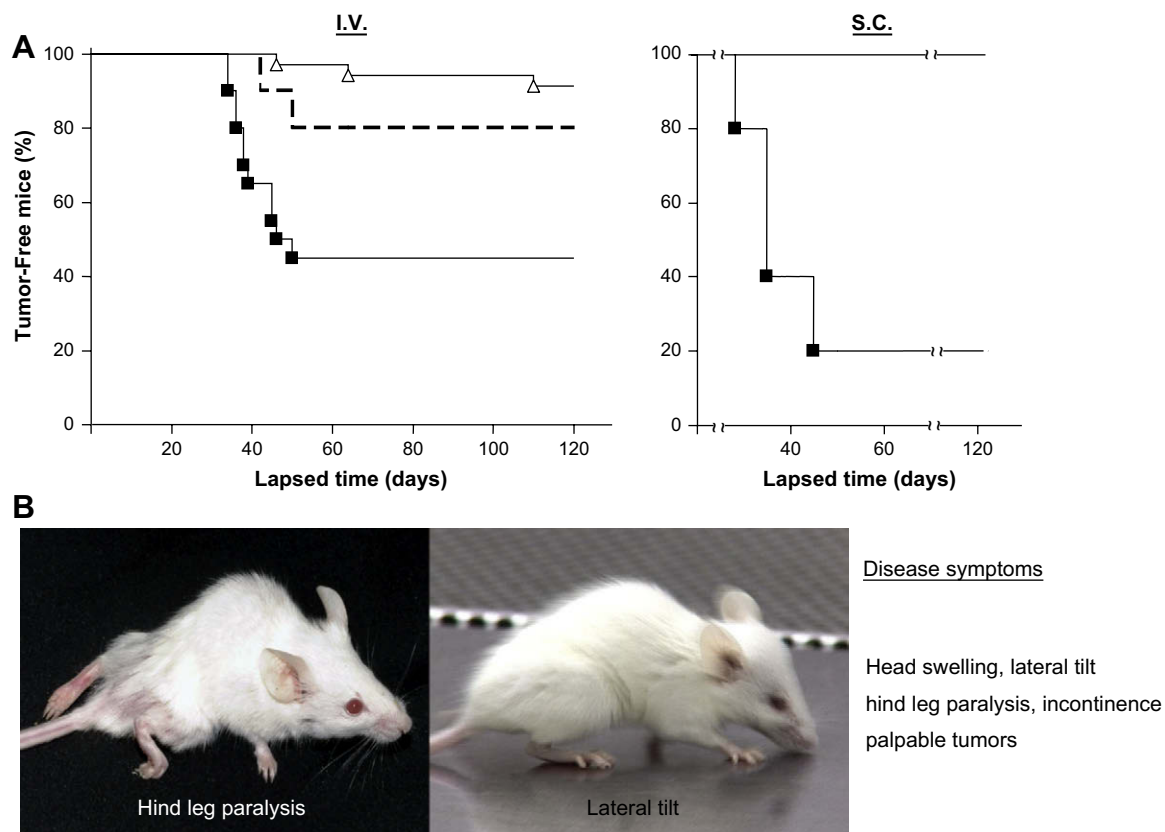 A
I.V.
S.C.
Tumor-Free mice (%)
100
80
60
40
20
0
20 40 60 80 100 120
Lapsed time (days)
100
80
60
40
20
0
40 60 120
Lapsed time (days)
B
Hind leg paralysis
Lateral tilt
Disease symptoms
Head swelling, lateral tilt
hind leg paralysis, incontinence
palpable tumors